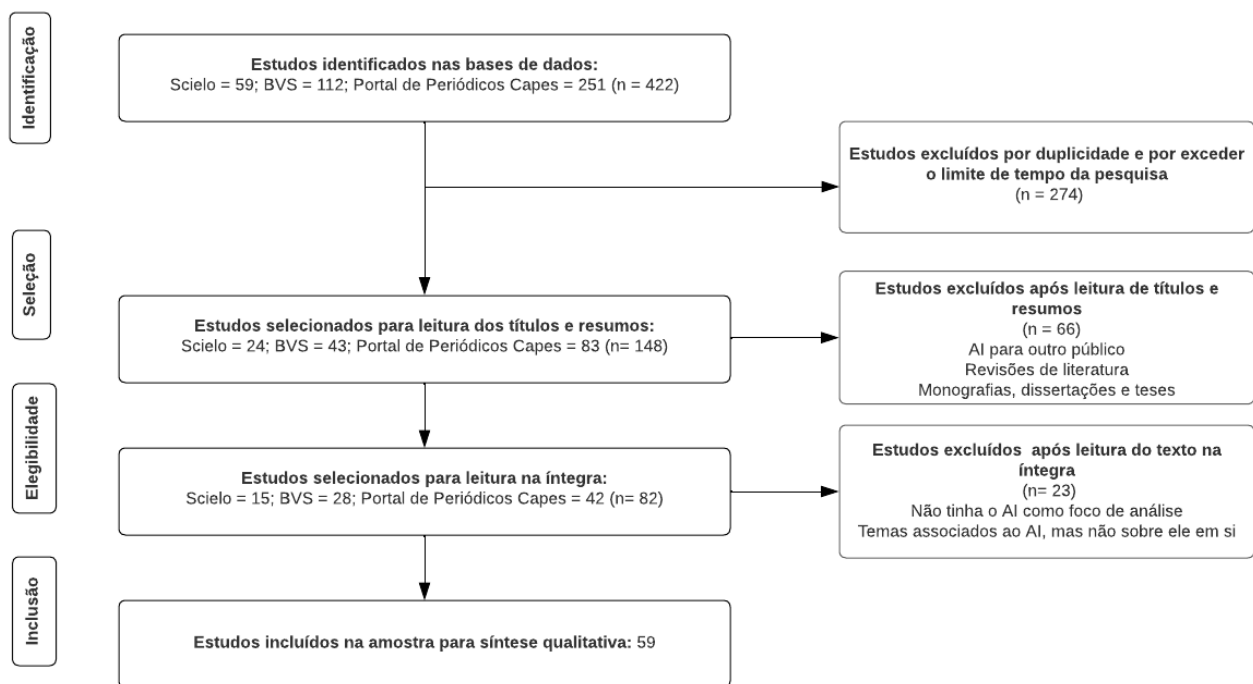 Identificação
Estudos identificados nas bases de dados:
Scielo = 59; BVS = 112; Portal de Periódicos Capes = 251 (n = 422)
Estudos excluídos por duplicidade e por exceder
o limite de tempo da pesquisa
(n = 274)
Seleção
Estudos selecionados para leitura dos títulos e resumos:
Scielo = 24; BVS = 43; Portal de Periódicos Capes = 83 (n= 148)
Estudos excluídos após leitura de títulos e
resumos
(n = 66)
AI para outro público
Revisões de literatura
Monografias, dissertações e teses
Elegibilidade
Estudos selecionados para leitura na íntegra:
Scielo = 15; BVS = 28; Portal de Periódicos Capes = 42 (n= 82)
Estudos excluídos após leitura do texto na
íntegra
(n= 23)
Não tinha o AI como foco de análise
Temas associados ao AI, mas não sobre ele em si
Inclusão
Estudos incluídos na amostra para síntese qualitativa: 59